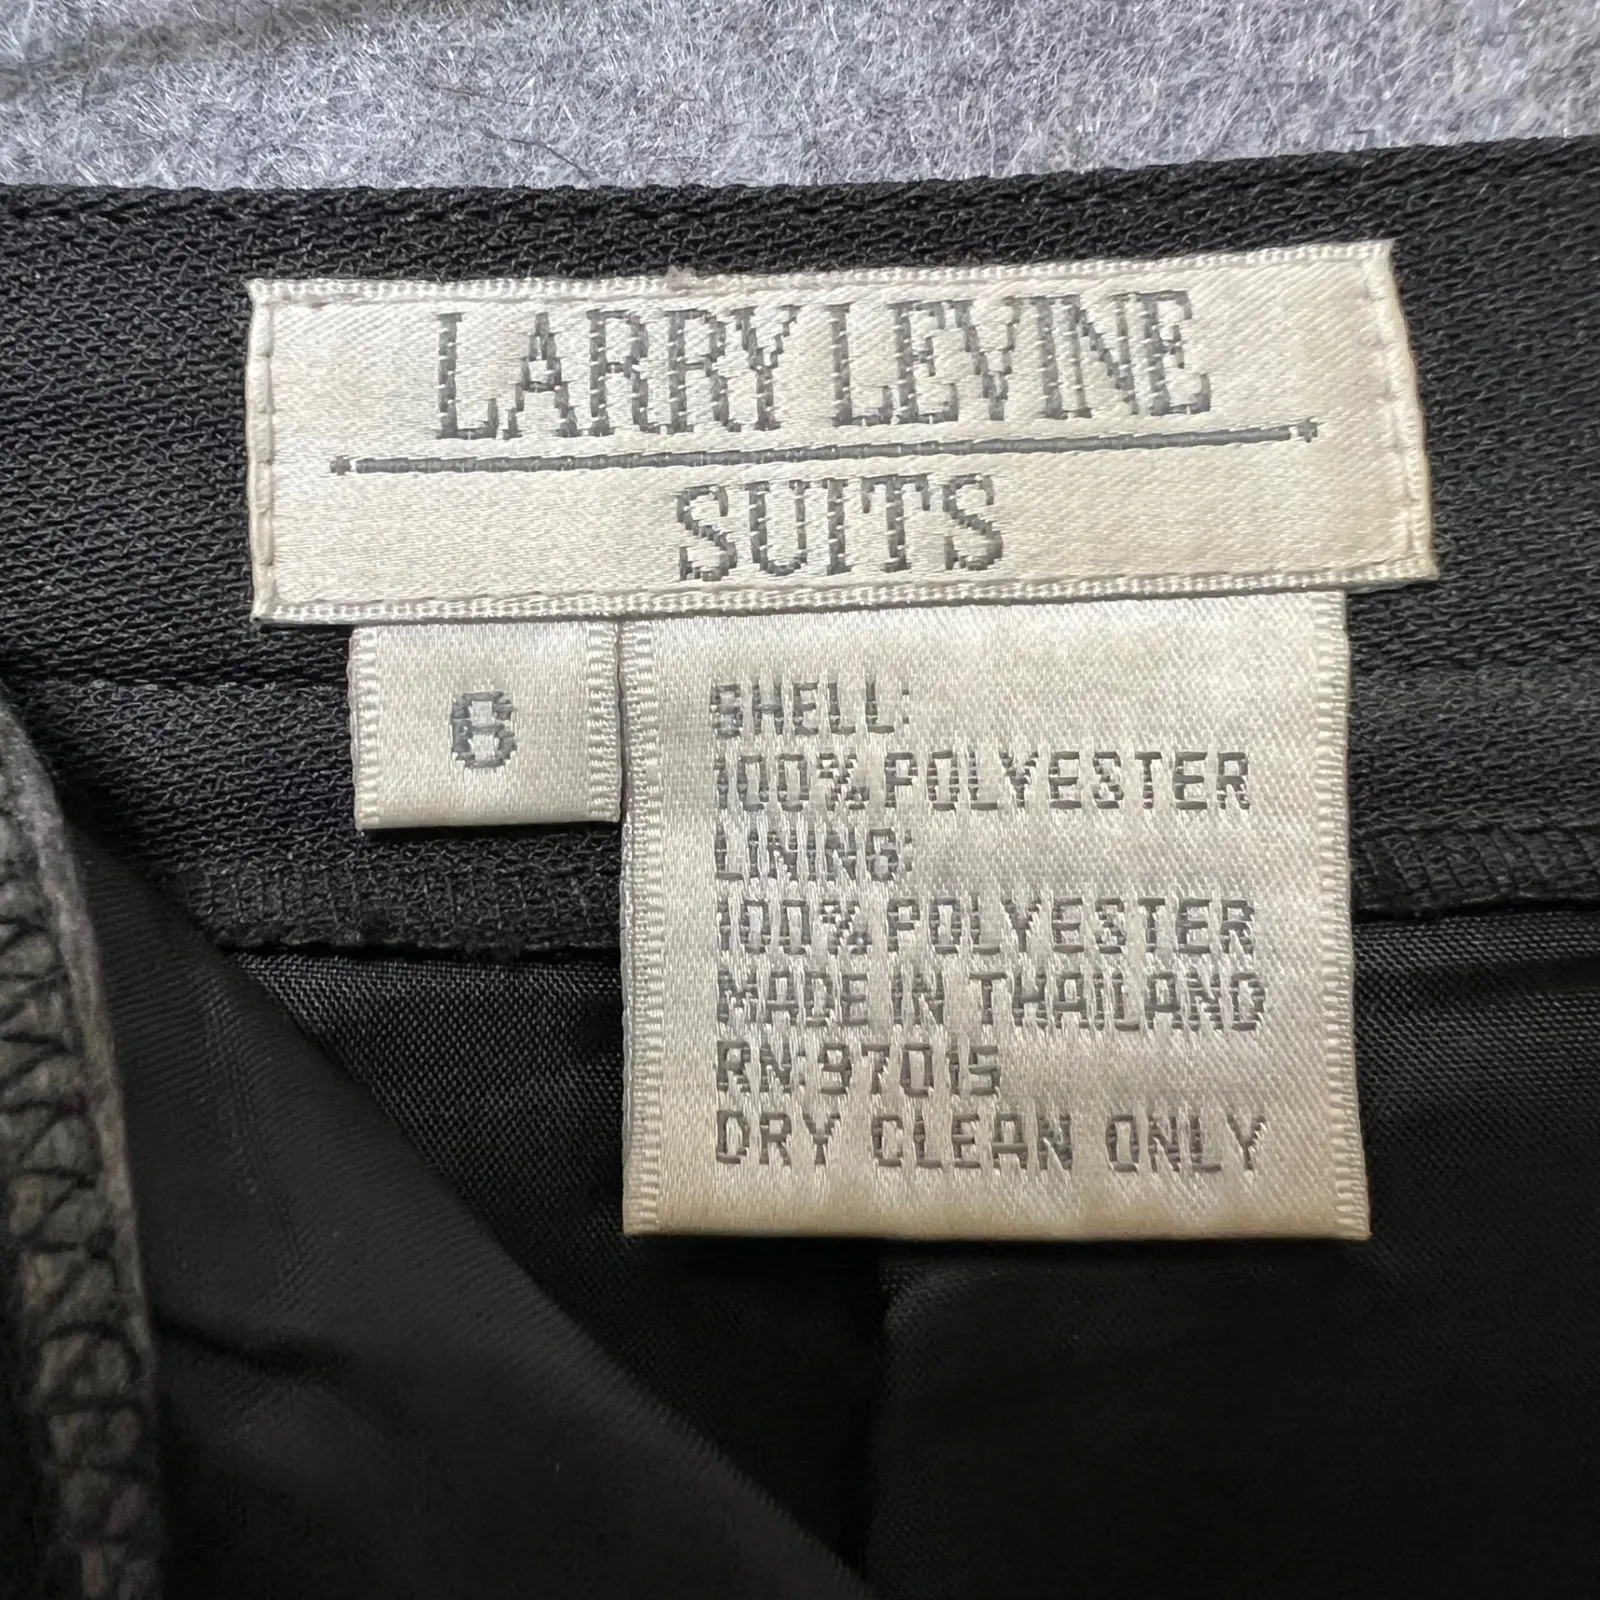 LARRY LEVINE
SUITS
6
SHELL:
100% POLYESTER
LINING:
100% POLYESTER
MADE IN THAILAND
RN:97015
DRY CLEAN ONLY